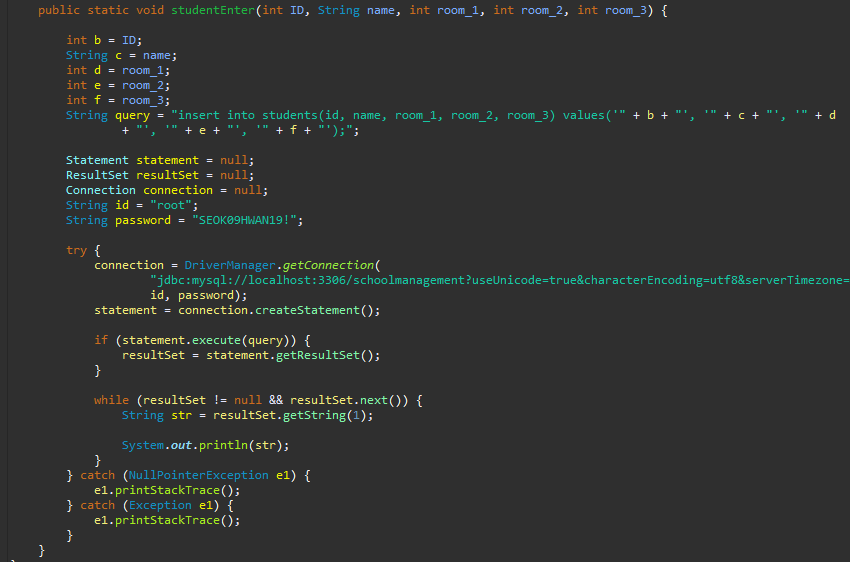 public static void studentEnter(int ID, String name, int room_1, int room_2, int room_3) {
int b = ID;
String c = name;
int d = room_1;
int e = room_2;
int f = room_3;
String query = "insert into students(id, name, room_1, room_2, room_3) values('" + b + "', '" + c + "', '" + d
+ "', '" + e + "', '" + f + "');";
Statement statement = null;
ResultSet resultSet = null;
Connection connection = null;
String id = "root";
String password = "SEOK09HWAN19!";
try {
connection = DriverManager.getConnection(
"jdbc:mysql://localhost:3306/schoolmanagement?useUnicode=true&characterEncoding=utf8&serverTimezone=
id, password);
statement = connection.createStatement();
if (statement.execute(query)) {
resultSet = statement.getResultSet();
}
while (resultSet != null && resultSet.next()) {
String str = resultSet.getString(1);
System.out.println(str);
}
} catch (NullPointerException e1) {
e1.printStackTrace();
} catch (Exception e1) {
e1.printStackTrace();
}
}